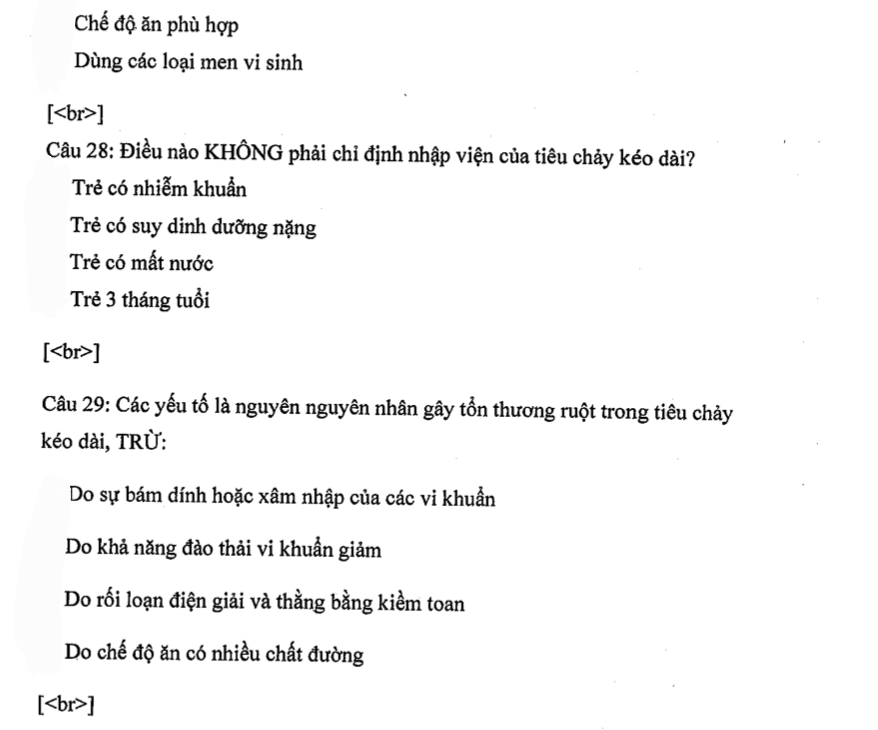 Chế độ ăn phù hợp
Dùng các loại men vi sinh
[<br>]
Câu 28: Điều nào KHÔNG phải chỉ định nhập viện của tiêu chảy kéo dài?
Trẻ có nhiễm khuẩn
Trẻ có suy dinh dưỡng nặng
Trẻ có mất nước
Trẻ 3 tháng tuổi
[<br>]
Câu 29: Các yếu tố là nguyên nguyên nhân gây tổn thương ruột trong tiêu chảy
kéo dài, TRỪ:
Do sự bám dính hoặc xâm nhập của các vi khuẩn
Do khả năng đào thải vi khuẩn giảm
Do rối loạn điện giải và thằng bằng kiềm toan
Do chế độ ăn có nhiều chất đường
[<br>]